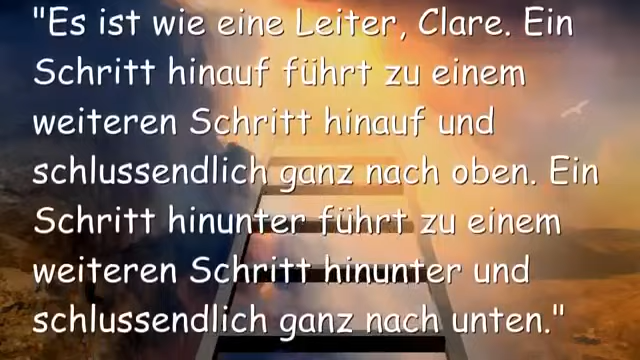 "Es ist wie eine Leiter, Clare. Ein
Schritt hinauf führt zu einem
weiteren Schritt hinauf und
schlussendlich ganz nach oben. Ein
Schritt hinunter führt zu einem
weiteren Schritt hinunter und
schlussendlich ganz nach unten."